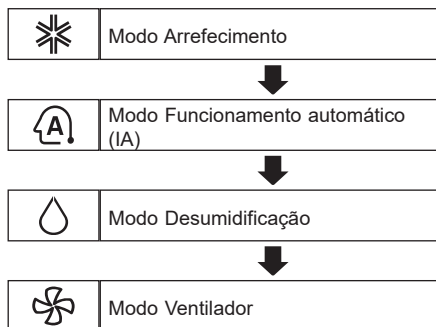 Modo Arrefecimento
A
Modo Funcionamento automático
(IA)
Modo Desumidificação
Modo Ventilador